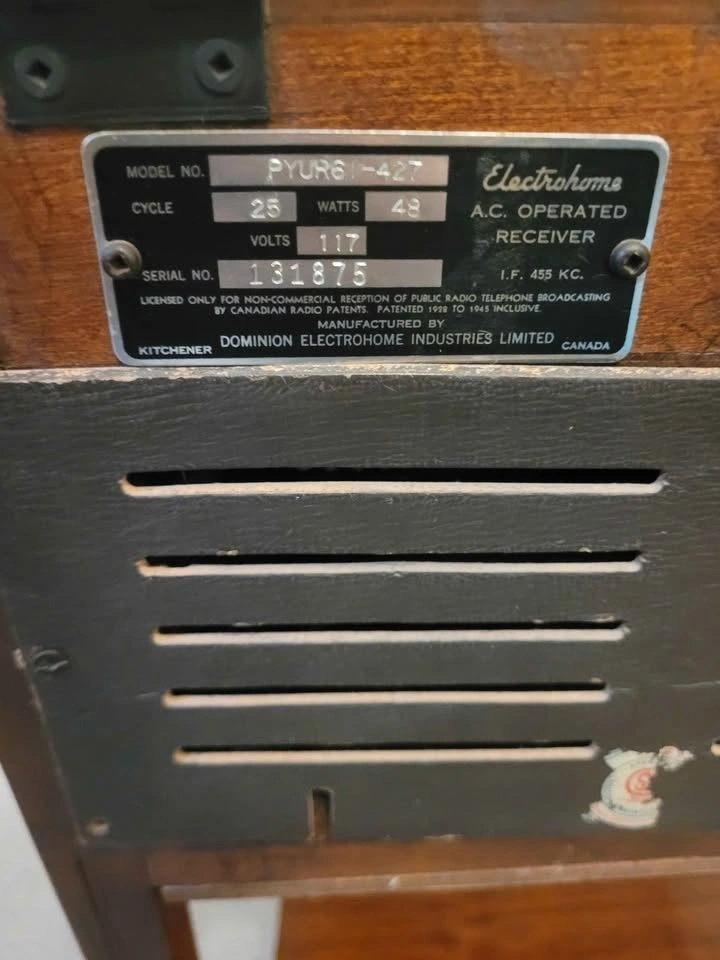 MODEL NO. PYUR61-427 Electrohome
CYCLE 25 WATTS 48 A.C. OPERATED
VOLTS 117 RECEIVER
SERIAL NO. 131875 I.F. 455 KC.
LICENSED ONLY FOR NON-COMMERCIAL RECEPTION OF PUBLIC RADIO TELEPHONE BROADCASTING
BY CANADIAN RADIO PATENTS. PATENTED 1928 TO 1945 INCLUSIVE.
MANUFACTURED BY
KITCHENER DOMINION ELECTROHOME INDUSTRIES LIMITED CANADA